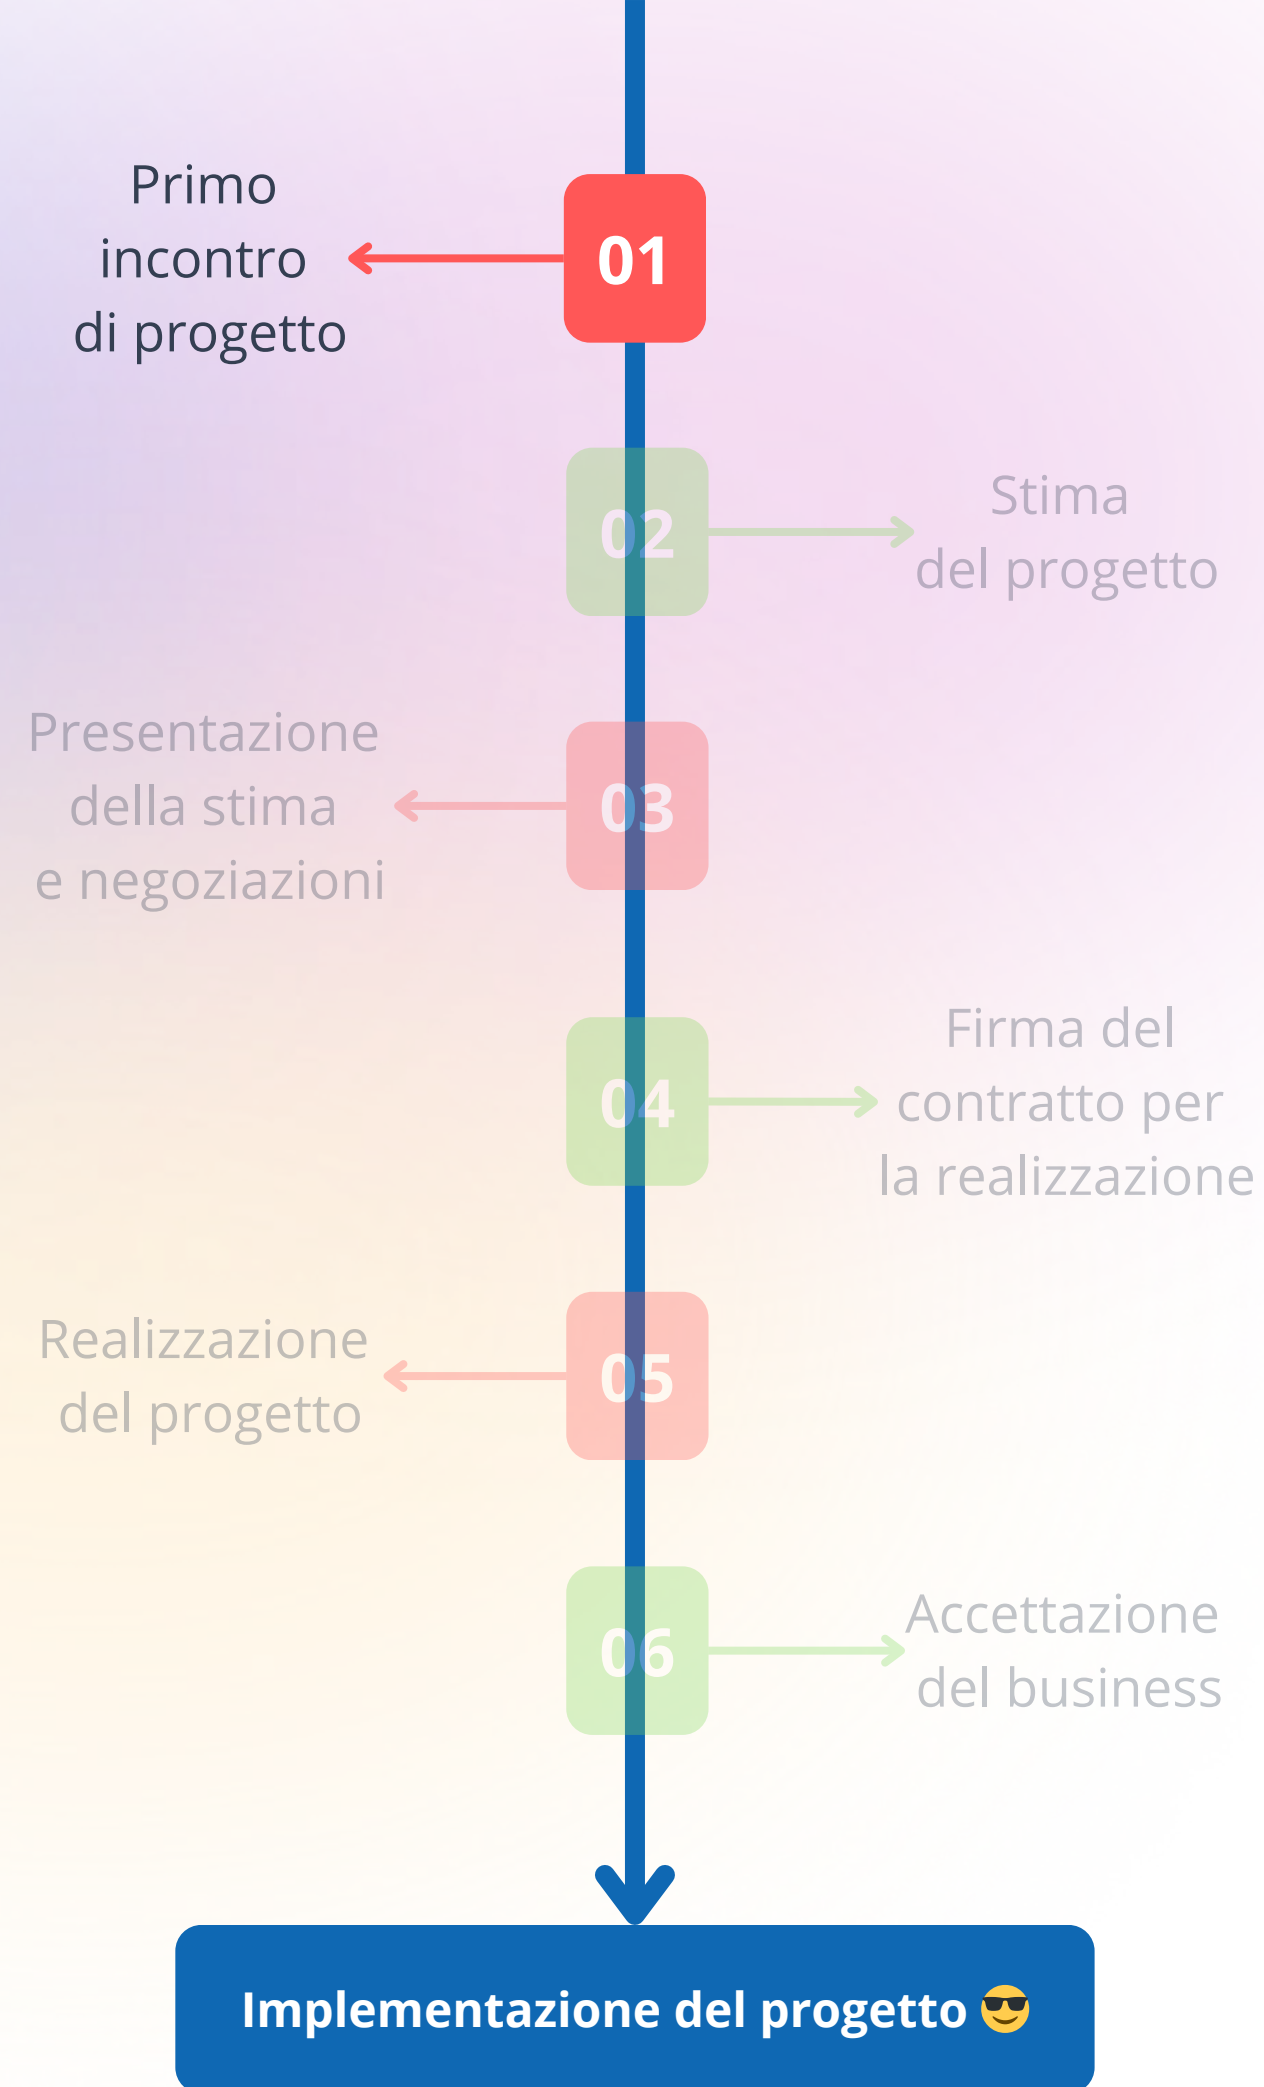 Primo
incontro
di progetto
01
02
Stima
del progetto
Presentazione
della stima
e negoziazioni
03
04
Firma del
contratto per
la realizzazione
Realizzazione
del progetto
05
06
Accettazione
del business
Implementazione del progetto 😎